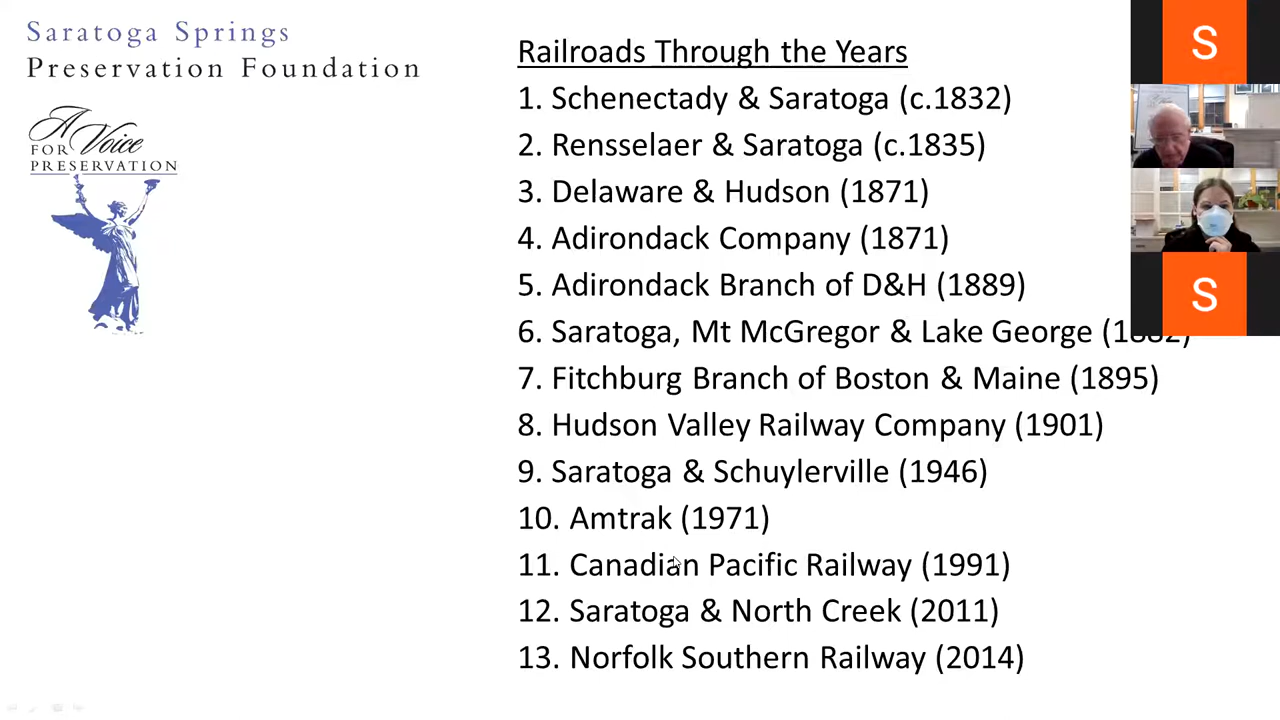 Saratoga Springs
Preservation Foundation
A Voice
FOR
PRESERVATION
Railroads Through the Years
1. Schenectady & Saratoga (c.1832)
2. Rensselaer & Saratoga (c.1835)
3. Delaware & Hudson (1871)
4. Adirondack Company (1871)
5. Adirondack Branch of D&H (1889)
6. Saratoga, Mt McGregor & Lake George
7. Fitchburg Branch of Boston & Maine (1895)
8. Hudson Valley Railway Company (1901)
9. Saratoga & Schuylerville (1946)
10. Amtrak (1971)
11. Canadian Pacific Railway (1991)
12. Saratoga & North Creek (2011)
13. Norfolk Southern Railway (2014)
S
S